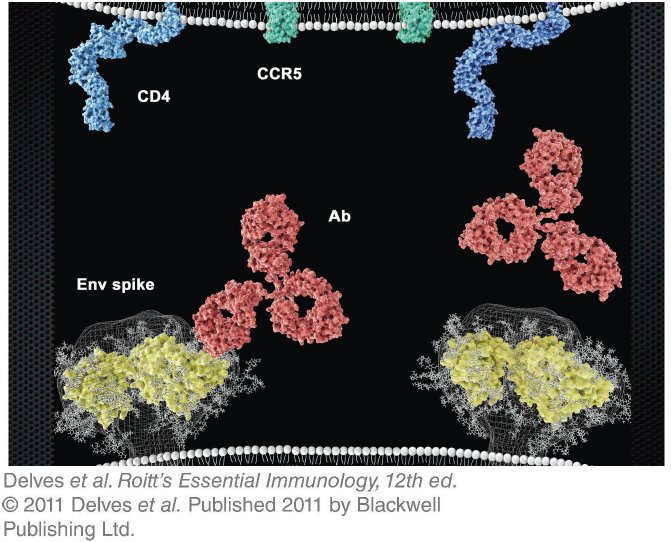 CD4
CCR5
Ab
Env spike
Delves et al. Roitt’s Essential Immunology, 12th ed.
© 2011 Delves et al. Published 2011 by Blackwell
Publishing Ltd.